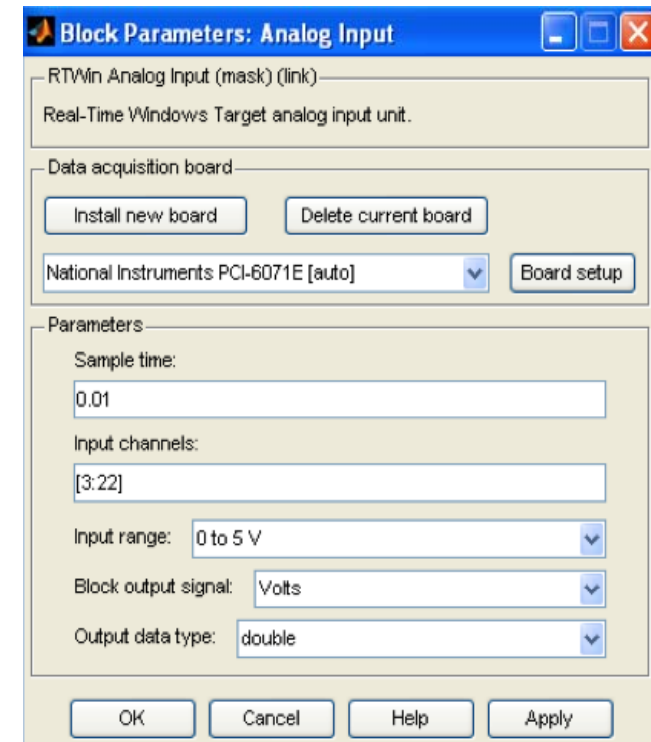 Block Parameters: Analog Input
RTWin Analog Input (mask) (link)
Real-Time Windows Target analog input unit.
Data acquisition board
Install new board Delete current board
National Instruments PCI-6071E [auto] Board setup
Parameters
Sample time:
0.01
Input channels:
[3:22]
Input range: 0 to 5 V
Block output signal: Volts
Output data type: double
OK Cancel Help Apply